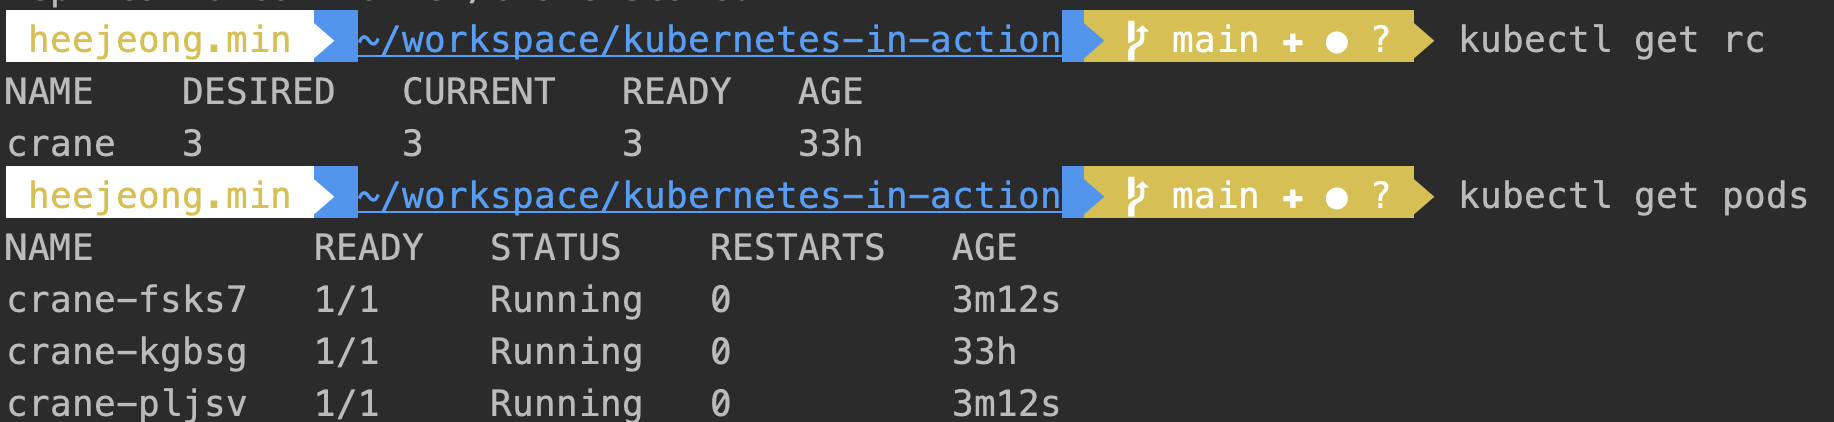 heejeong.min ~/workspace/kubernetes-in-action main + ● ? kubectl get rc
NAME DESIRED CURRENT READY AGE
crane 3 3 3 33h
heejeong.min ~/workspace/kubernetes-in-action main + ● ? kubectl get pods
NAME READY STATUS RESTARTS AGE
crane-fsks7 1/1 Running 0 3m12s
crane-kgbsg 1/1 Running 0 33h
crane-pljsv 1/1 Running 0 3m12s